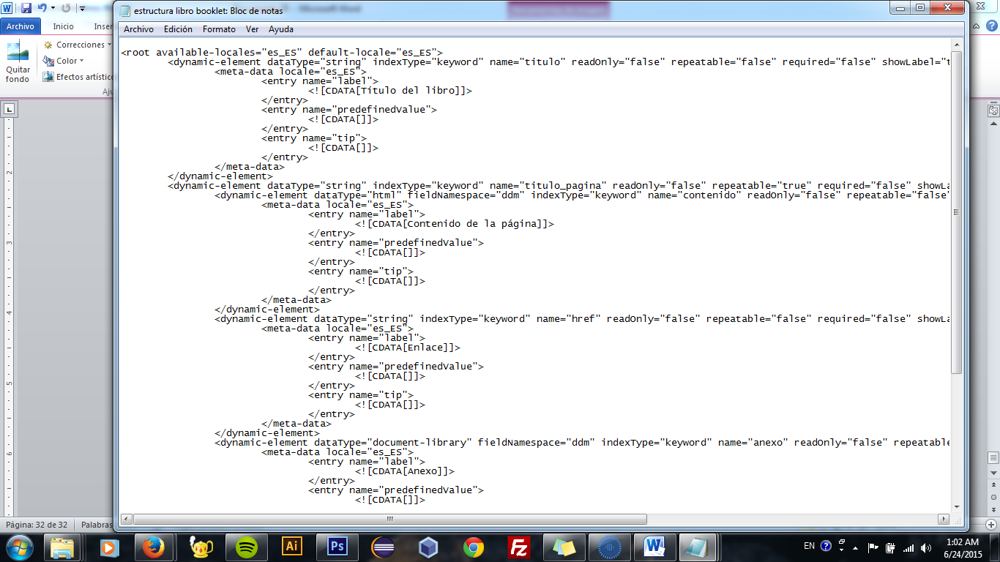 estructura libro booklet: Bloc de notas
Archivo Edición Formato Ver Ayuda
Archivo Inicio
Correcciones
Color
Efectos artístic
Quitar fondo
<root available-locales="es_ES" default-locale="es_ES">
<dynamic-element dataType="string" indexType="keyword" name="titulo" readOnly="false" repeatable="false" required="false" showLabel="t
<meta-data locale="es_ES">
<entry name="label">
<![CDATA[Título del libro]]>
</entry>
<entry name="predefinedValue">
<![CDATA[]]>
</entry>
<entry name="tip">
<![CDATA[]]>
</entry>
</meta-data>
</dynamic-element>
<dynamic-element dataType="string" indexType="keyword" name="titulo_pagina" readOnly="false" repeatable="true" required="false" showLa
<dynamic-element dataType="html" fieldNamespace="ddm" indexType="keyword" name="contenido" readOnly="false" repeatable="false"
<meta-data locale="es_ES">
<entry name="label">
<![CDATA[Contenido de la página]]>
</entry>
<entry name="predefinedValue">
<![CDATA[]]>
</entry>
<entry name="tip">
<![CDATA[]]>
</entry>
</meta-data>
</dynamic-element>
<dynamic-element dataType="string" indexType="keyword" name="href" readOnly="false" repeatable="false" required="false" showLa
<meta-data locale="es_ES">
<entry name="label">
<![CDATA[Enlace]]>
</entry>
<entry name="predefinedValue">
<![CDATA[]]>
</entry>
<entry name="tip">
<![CDATA[]]>
</entry>
</meta-data>
</dynamic-element>
<dynamic-element dataType="document-library" fieldNamespace="ddm" indexType="keyword" name="anexo" readOnly="false" repeatable
<meta-data locale="es_ES">
<entry name="label">
<![CDATA[Anexo]]>
</entry>
<entry name="predefinedValue">
<![CDATA[]]>
Página: 32 de 32 Palabras
EN
1:02 AM
6/24/2015